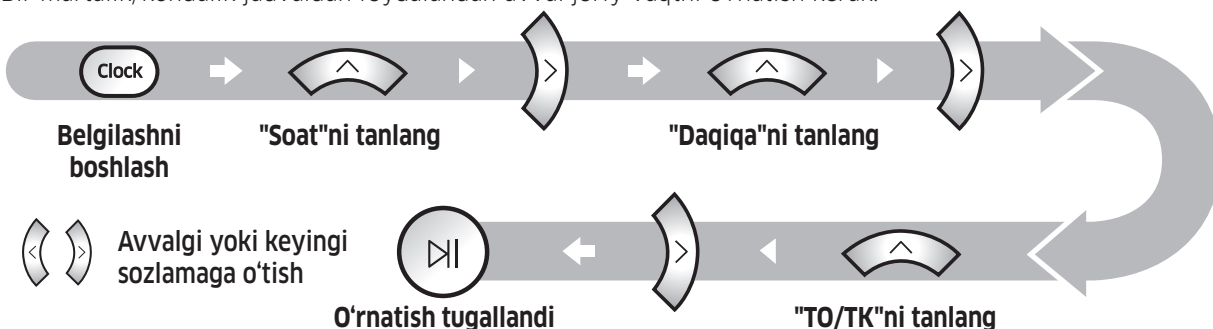 Clock
Belgilashni
boshlash
"Soat"ni tanlang
"Daqiqa"ni tanlang
Avvalgi yoki keyingi
sozlamaga o‘tish
O‘rnatish tugallandi
"TO/TK"ni tanlang